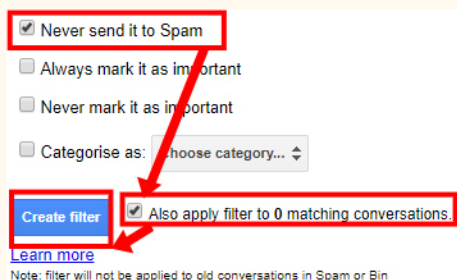 Never send it to Spam
Always mark it as important
Never mark it as important
Categorise as: Choose category...
Create filter Also apply filter to 0 matching conversations.
Learn more
Note: filter will not be applied to old conversations in Spam or Bin